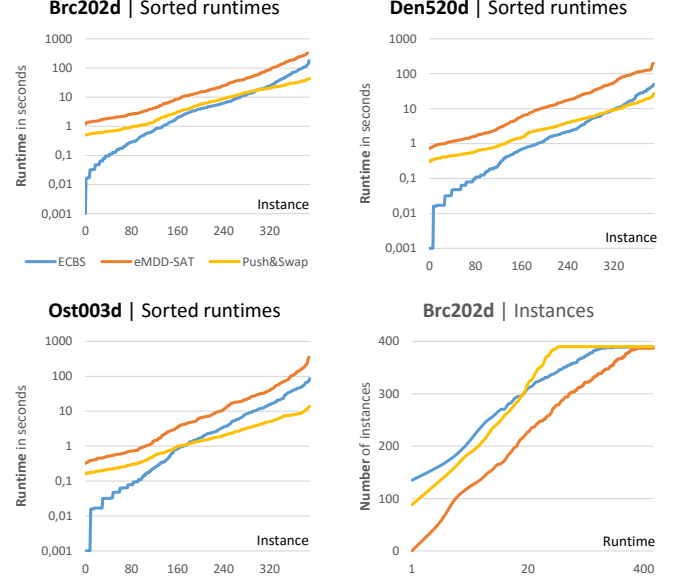 Brc202d | Sorted runtimes
Runtime in seconds
1000
100
10
1
0,1
0,01
0,001
0 80 160 240 320
Instance
ECBS eMDD-SAT Push&Swap
Den520d | Sorted runtimes
Runtime in seconds
1000
100
10
1
0,1
0,01
0,001
0 80 160 240 320
Instance
Ost003d | Sorted runtimes
Runtime in seconds
1000
100
10
1
0,1
0,01
0,001
0 80 160 240 320
Instance
Brc202d | Instances
Number of instances
400
300
200
100
0
1 20 400
Runtime